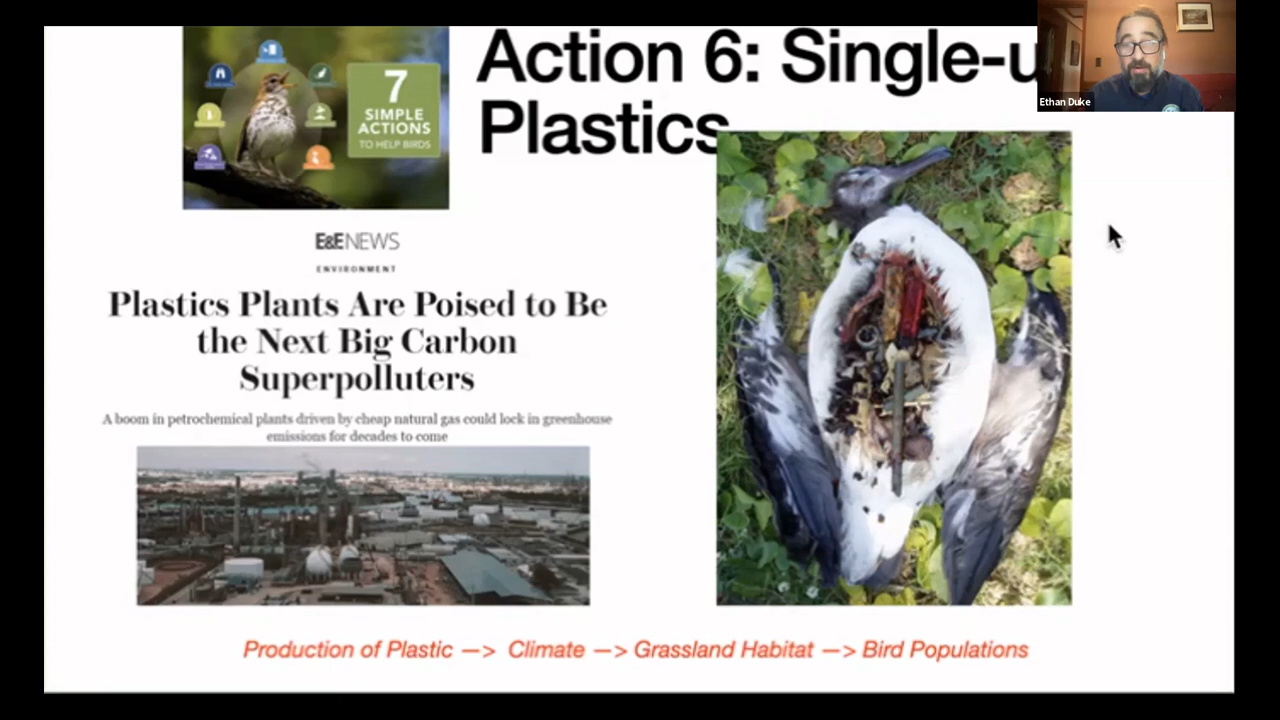 Action 6: Single-u
Plastics
7
SIMPLE
ACTIONS
TO HELP BIRDS
Ethan Duke
E&E NEWS
ENVIRONMENT
Plastics Plants Are Poised to Be
the Next Big Carbon
Superpolluters
A boom in petrochemical plants driven by cheap natural gas could lock in greenhouse
emissions for decades to come
Production of Plastic —> Climate —> Grassland Habitat —> Bird Populations